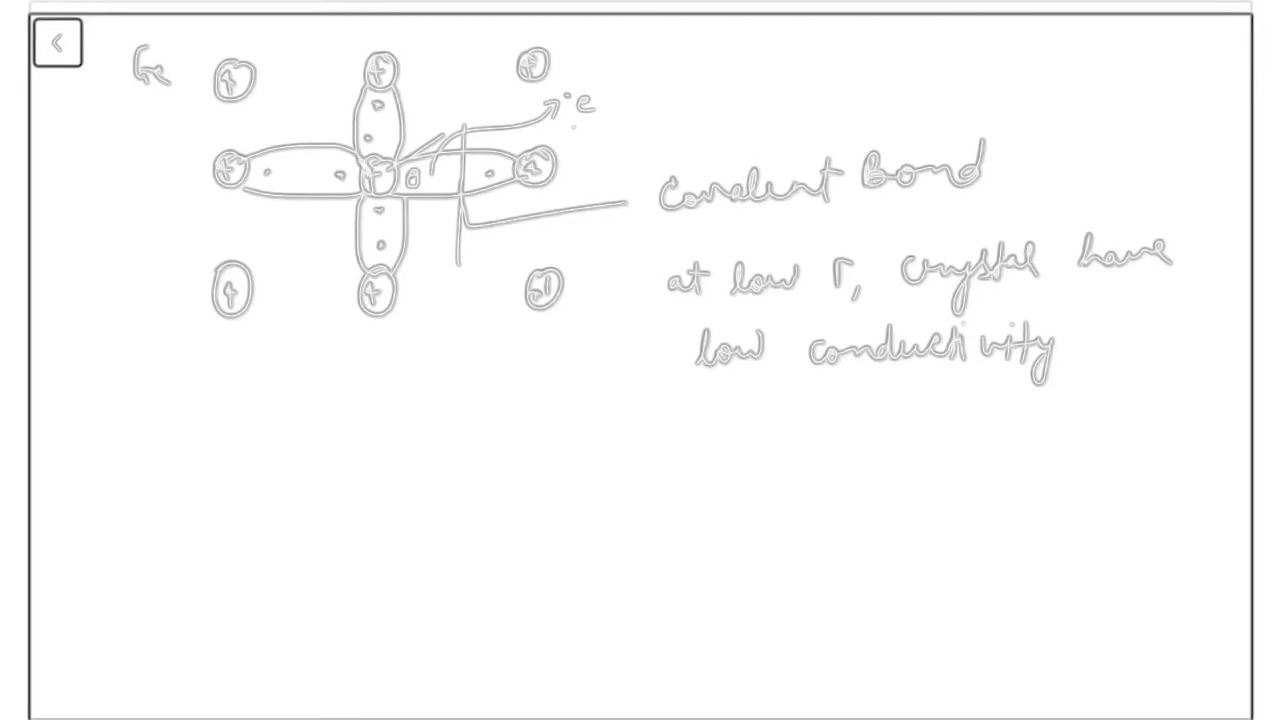 Ge
+ + +
e
+ + +
Covalent Bond
at low T, crystal have
+ + +
low conductivity